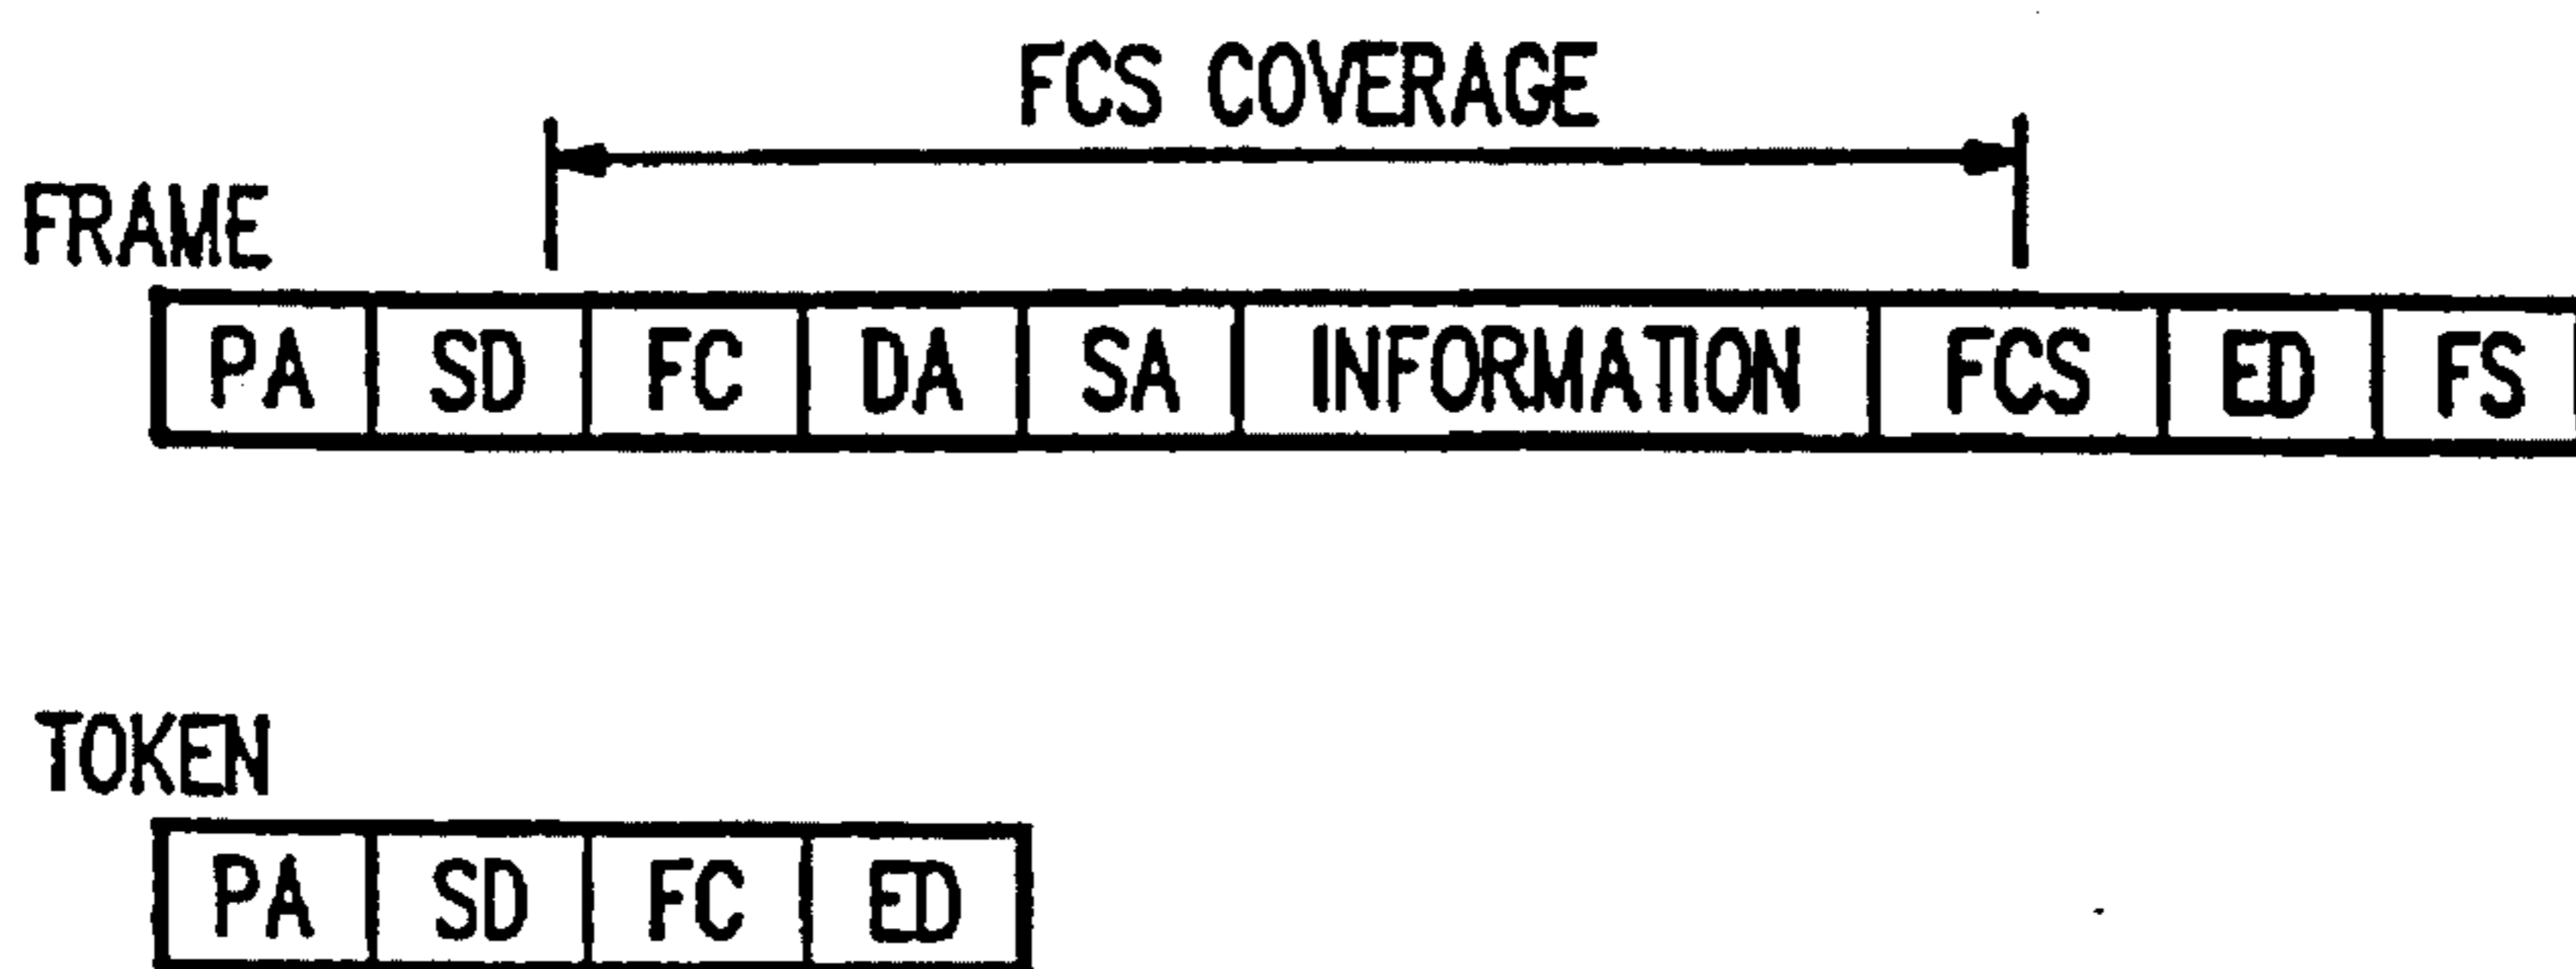 FCS COVERAGE
FRAME
PA SD FC DA SA INFORMATION FCS ED FS
TOKEN
PA SD FC ED